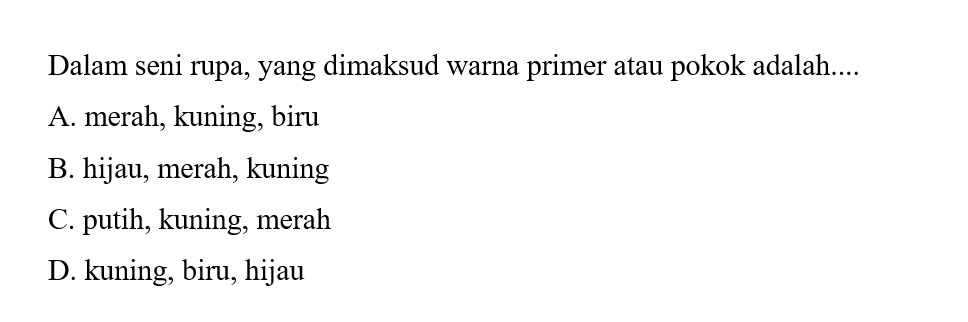 Dalam seni rupa, yang dimaksud warna primer atau pokok adalah....
A. merah, kuning, biru
B. hijau, merah, kuning
C. putih, kuning, merah
D. kuning, biru, hijau